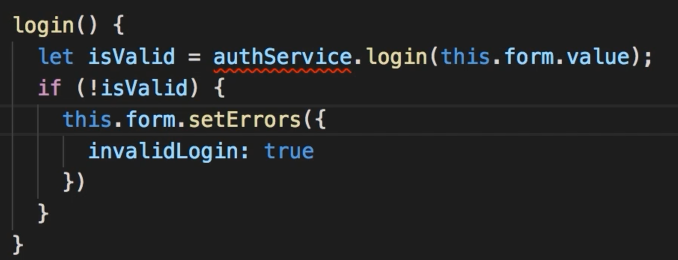 login() {
  let isValid = authService.login(this.form.value);
  if (!isValid) {
    this.form.setErrors({
      invalidLogin: true
    })
  }
}